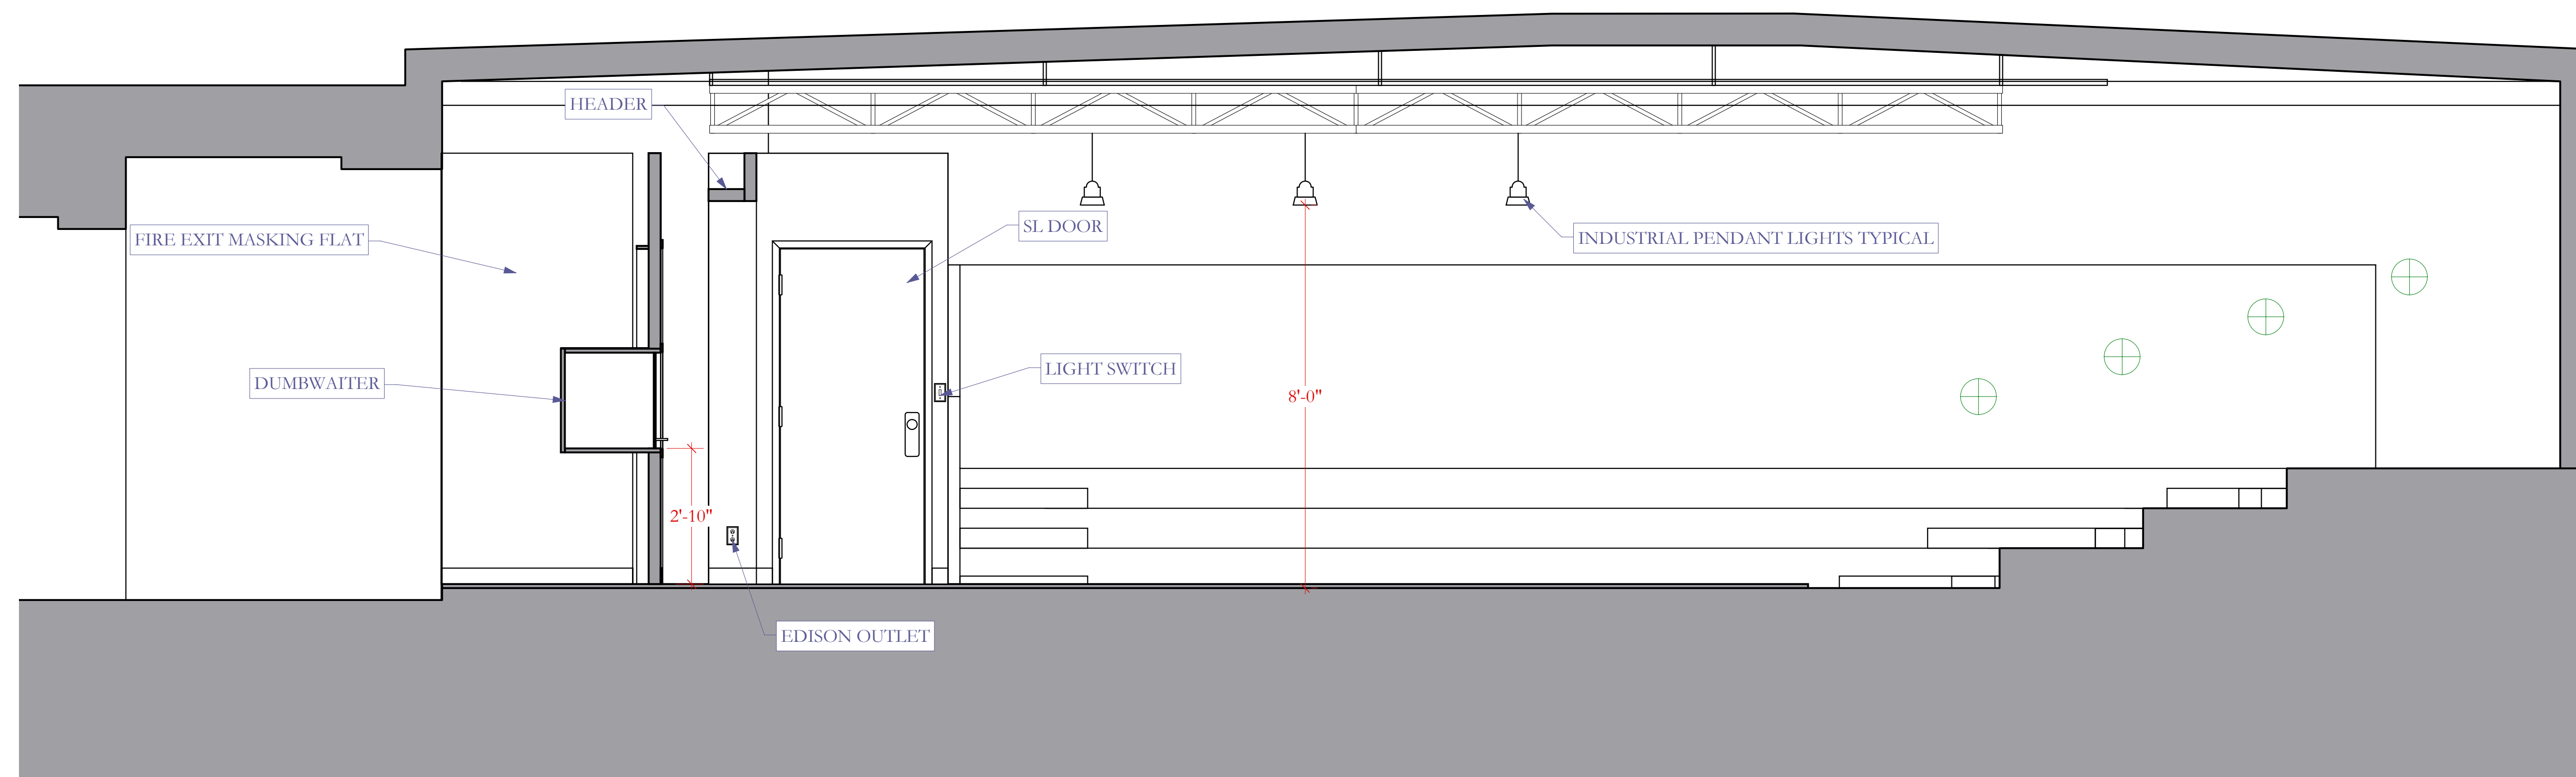 HEADER
SL DOOR
FIRE EXIT MASKING FLAT
INDUSTRIAL PENDANT LIGHTS TYPICAL
LIGHT SWITCH
DUMBWAITER
8'-0"
2'-10"
EDISON OUTLET